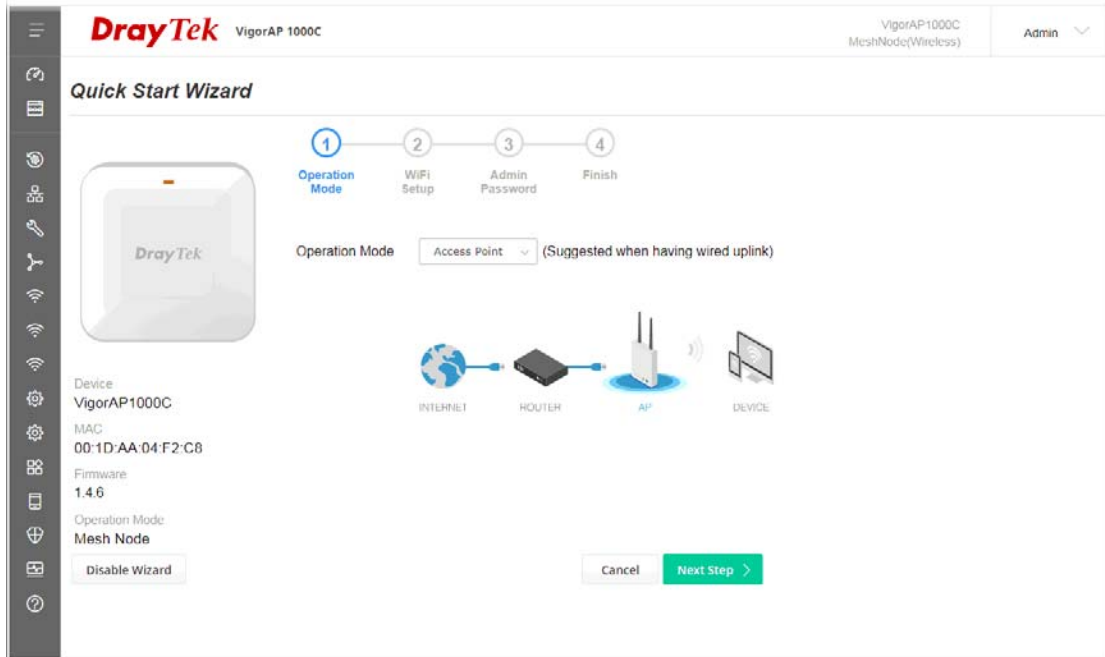 DrayTek VigorAP 1000C
VigorAP1000C
MeshNode(Wireless)
Admin
Quick Start Wizard
1 2 3 4
Operation Mode
WiFi Setup
Admin Password
Finish
DrayTek
Operation Mode Access Point (Suggested when having wired uplink)
INTERNET ROUTER AP DEVICE
Device
VigorAP1000C
MAC
00:1D:AA:04:F2:C8
Firmware
1.4.6
Operation Mode
Mesh Node
Disable Wizard
Cancel
Next Step